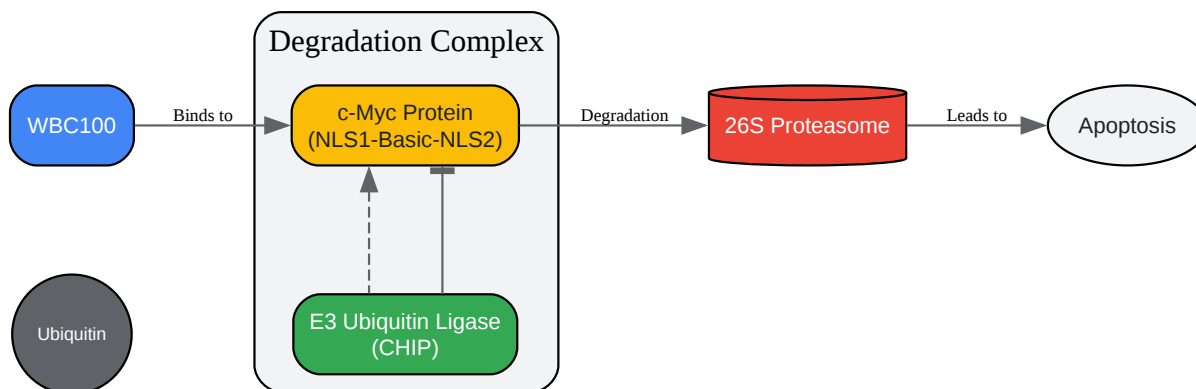 Degradation Complex
WBC100
Binds to
c-Myc Protein
(NLS1-Basic-NLS2)
Degradation
26S Proteasome
Leads to
Apoptosis
Ubiquitin
E3 Ubiquitin Ligase
(CHIP)